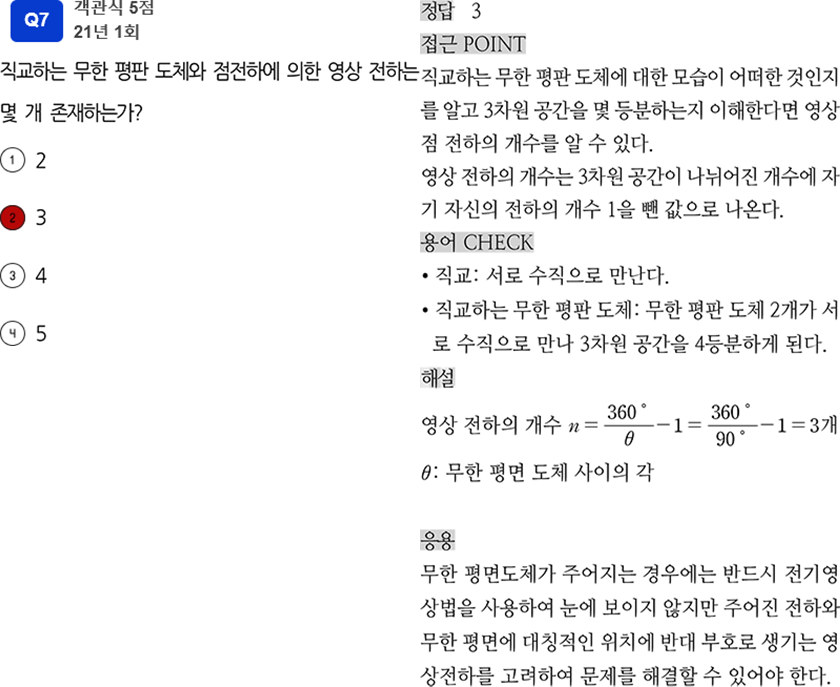 Q7
객관식 5점
21년 1회
직교하는 무한 평판 도체와 점전하에 의한 영상 전하는
몇 개 존재하는가?
① 2
② 3
③ 4
④ 5
정답 3
접근 POINT
직교하는 무한 평판 도체에 대한 모습이 어떠한 것인지
를 알고 3차원 공간을 몇 등분하는지 이해한다면 영상
점 전하의 개수를 알 수 있다.
영상 전하의 개수는 3차원 공간이 나뉘어진 개수에 자
기 자신의 전하의 개수 1을 뺀 값으로 나온다.
용어 CHECK
• 직교: 서로 수직으로 만난다.
• 직교하는 무한 평판 도체: 무한 평판 도체 2개가 서
로 수직으로 만나 3차원 공간을 4등분하게 된다.
해설
영상 전하의 개수 n = 360°/θ − 1 = 360°/90° − 1 = 3개
θ: 무한 평면 도체 사이의 각
응용
무한 평면도체가 주어지는 경우에는 반드시 전기영
상법을 사용하여 눈에 보이지 않지만 주어진 전하와
무한 평면에 대칭적인 위치에 반대 부호로 생기는 영
상전하를 고려하여 문제를 해결할 수 있어야 한다.